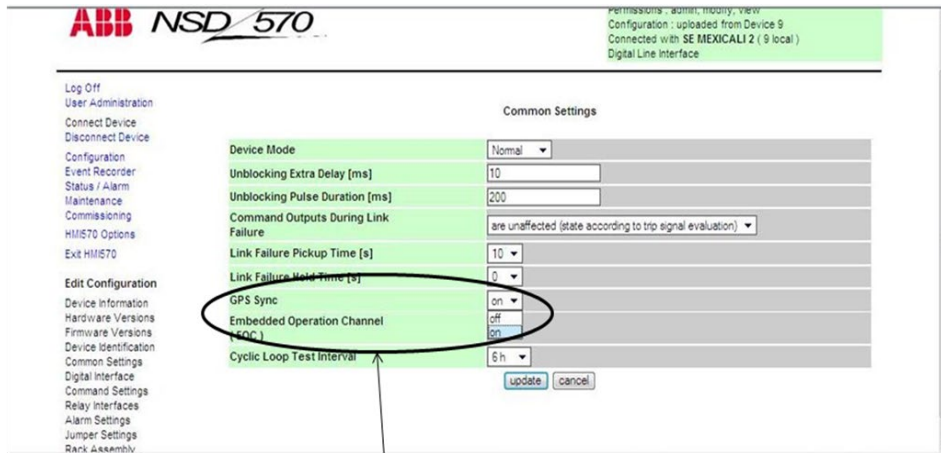 ABB NSD 570
Permissions : admin, modify, view
Configuration : uploaded from Device 9
Connected with SE MEXICALI 2 ( 9 local )
Digital Line Interface
Log Off
User Administration
Connect Device
Disconnect Device
Configuration
Event Recorder
Status / Alarm
Maintenance
Commissioning
HMI570 Options
Exit HMI570
Edit Configuration
Device Information
Hardware Versions
Firmware Versions
Device Identification
Common Settings
Digital Interface
Command Settings
Relay Interfaces
Alarm Settings
Jumper Settings
Rack Assembly
Common Settings
Device Mode Normal
Unblocking Extra Delay [ms] 10
Unblocking Pulse Duration [ms] 200
Command Outputs During Link
Failure are unaffected (state according to trip signal evaluation)
Link Failure Pickup Time [s] 10
Link Failure Hold Time [s] 0
GPS Sync on
off
on
Embedded Operation Channel
( EOC )
Cyclic Loop Test Interval 6 h
update cancel